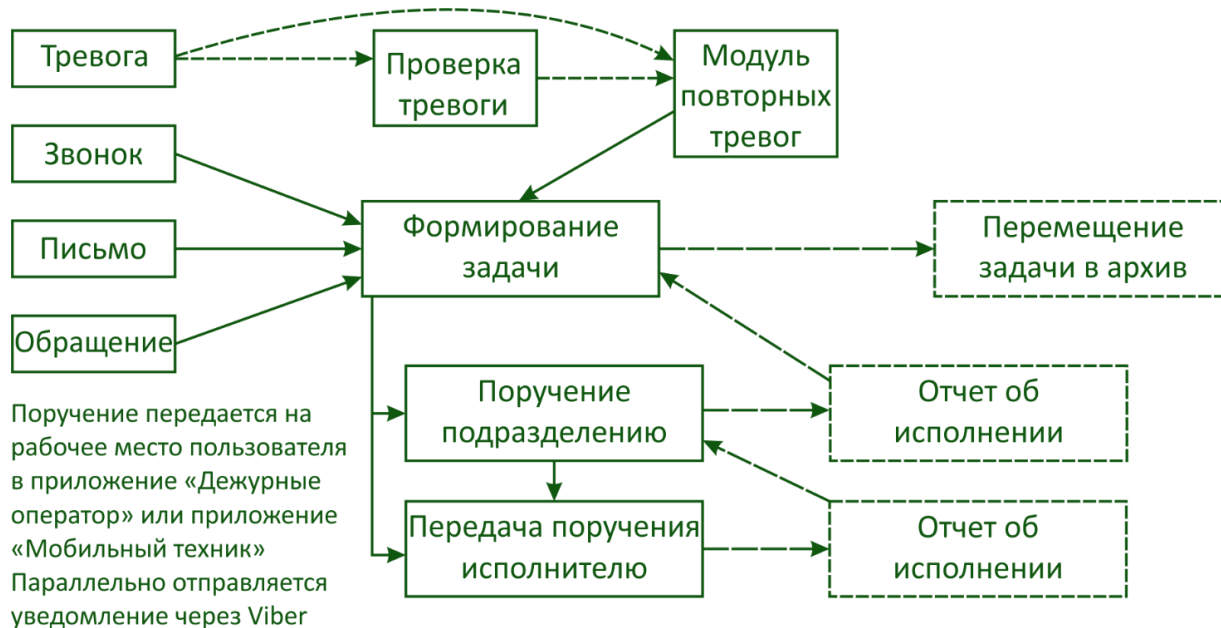 Тревога
Проверка
тревоги
Модуль
повторных
тревог
Звонок
Письмо
Обращение
Формирование
задачи
Перемещение
задачи в архив
Поручение
подразделению
Отчет об
исполнении
Передача поручения
исполнителю
Отчет об
исполнении
Поручение передается на
рабочее место пользователя
в приложение «Дежурные
оператор» или приложение
«Мобильный техник»
Параллельно отправляется
уведомление через Viber